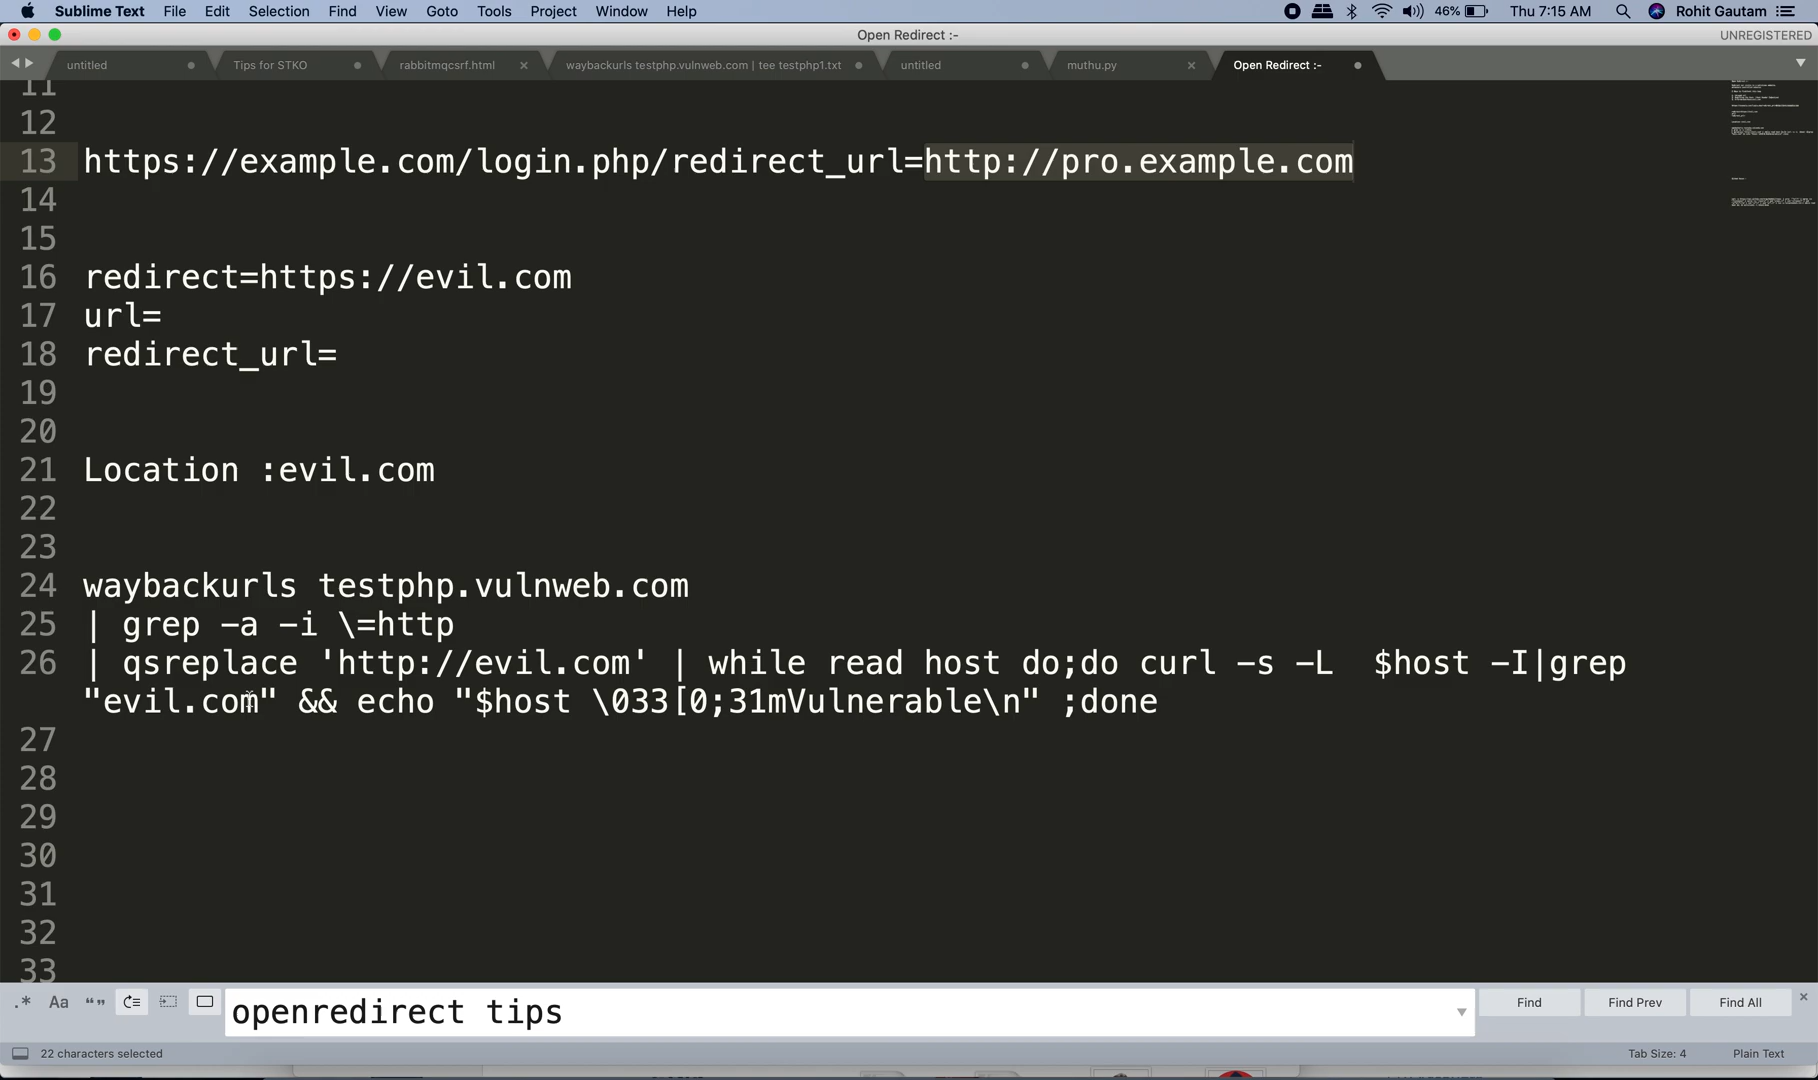 Sublime Text File Edit Selection Find View Goto Tools Project Window Help 46% Thu 7:15 AM Rohit Gautam
Open Redirect :- UNREGISTERED
untitled Tips for STKO rabbitmqcsrf.html waybackurls testphp.vulnweb.com | tee testphp1.txt untitled muthu.py Open Redirect :-
11
12
13 https://example.com/login.php/redirect_url=http://pro.example.com
14
15
16 redirect=https://evil.com
17 url=
18 redirect_url=
19
20
21 Location :evil.com
22
23
24 waybackurls testphp.vulnweb.com
25 | grep -a -i \=http
26 | qsreplace 'http://evil.com' | while read host do;do curl -s -L  $host -I|grep
"evil.com" && echo "$host \033[0;31mVulnerable\n" ;done
27
28
29
30
31
32
33
.* Aa “” openredirect tips Find Find Prev Find All
22 characters selected Tab Size: 4 Plain Text